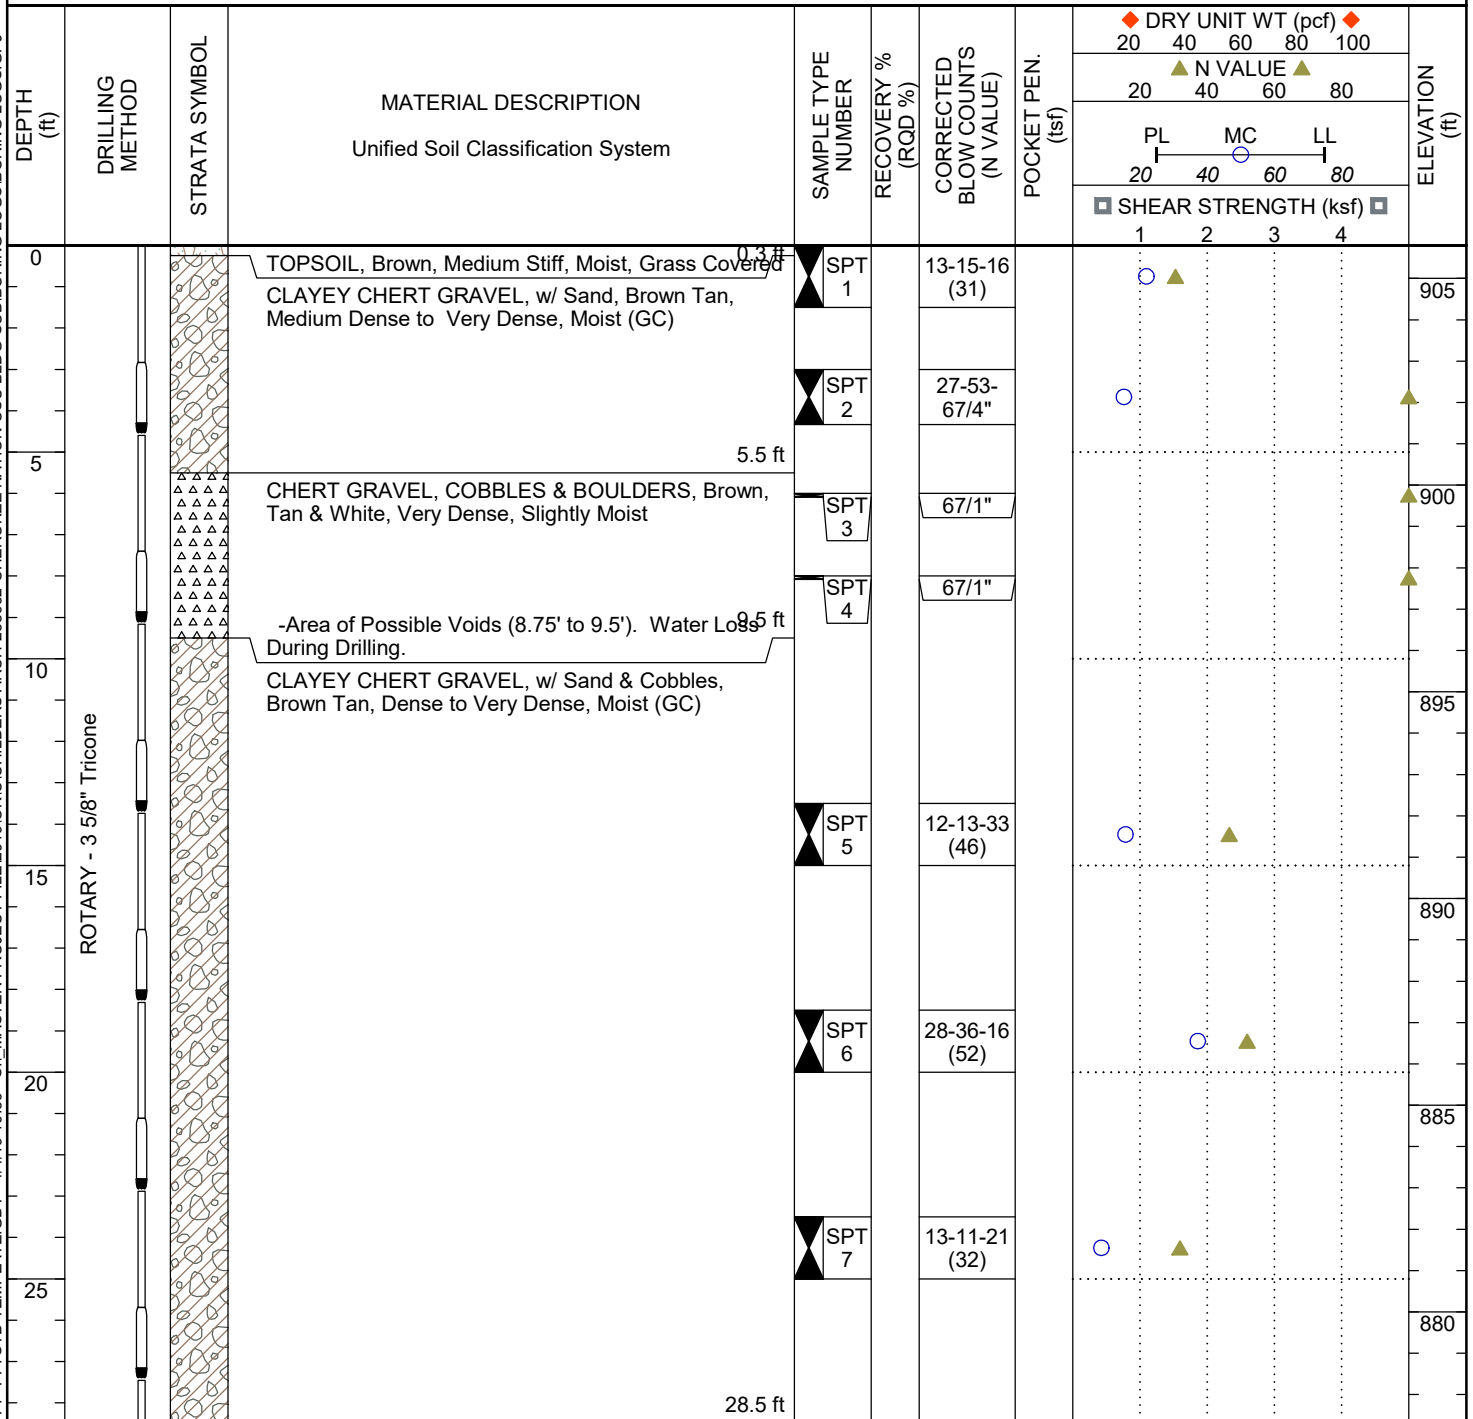 DEPTH
(ft)
DRILLING
METHOD
STRATA SYMBOL
MATERIAL DESCRIPTION
Unified Soil Classification System
SAMPLE TYPE
NUMBER
RECOVERY %
(RQD %)
CORRECTED
BLOW COUNTS
(N VALUE)
POCKET PEN.
(tsf)
DRY UNIT WT (pcf)
20 40 60 80 100
N VALUE
20 40 60 80
PL MC LL
20 40 60 80
SHEAR STRENGTH (ksf)
1 2 3 4
ELEVATION
(ft)
0
0.3 ft
TOPSOIL, Brown, Medium Stiff, Moist, Grass Covered
CLAYEY CHERT GRAVEL, w/ Sand, Brown Tan,
Medium Dense to Very Dense, Moist (GC)
SPT
1
13-15-16
(31)
905
SPT
2
27-53-
67/4"
5
5.5 ft
CHERT GRAVEL, COBBLES & BOULDERS, Brown,
Tan & White, Very Dense, Slightly Moist
SPT
3
67/1"
900
SPT
4
67/1"
9.5 ft
-Area of Possible Voids (8.75' to 9.5'). Water Loss
During Drilling.
10
CLAYEY CHERT GRAVEL, w/ Sand & Cobbles,
Brown Tan, Dense to Very Dense, Moist (GC)
895
ROTARY - 3 5/8" Tricone
SPT
5
12-13-33
(46)
15
890
SPT
6
28-36-16
(52)
20
885
SPT
7
13-11-21
(32)
25
880
28.5 ft